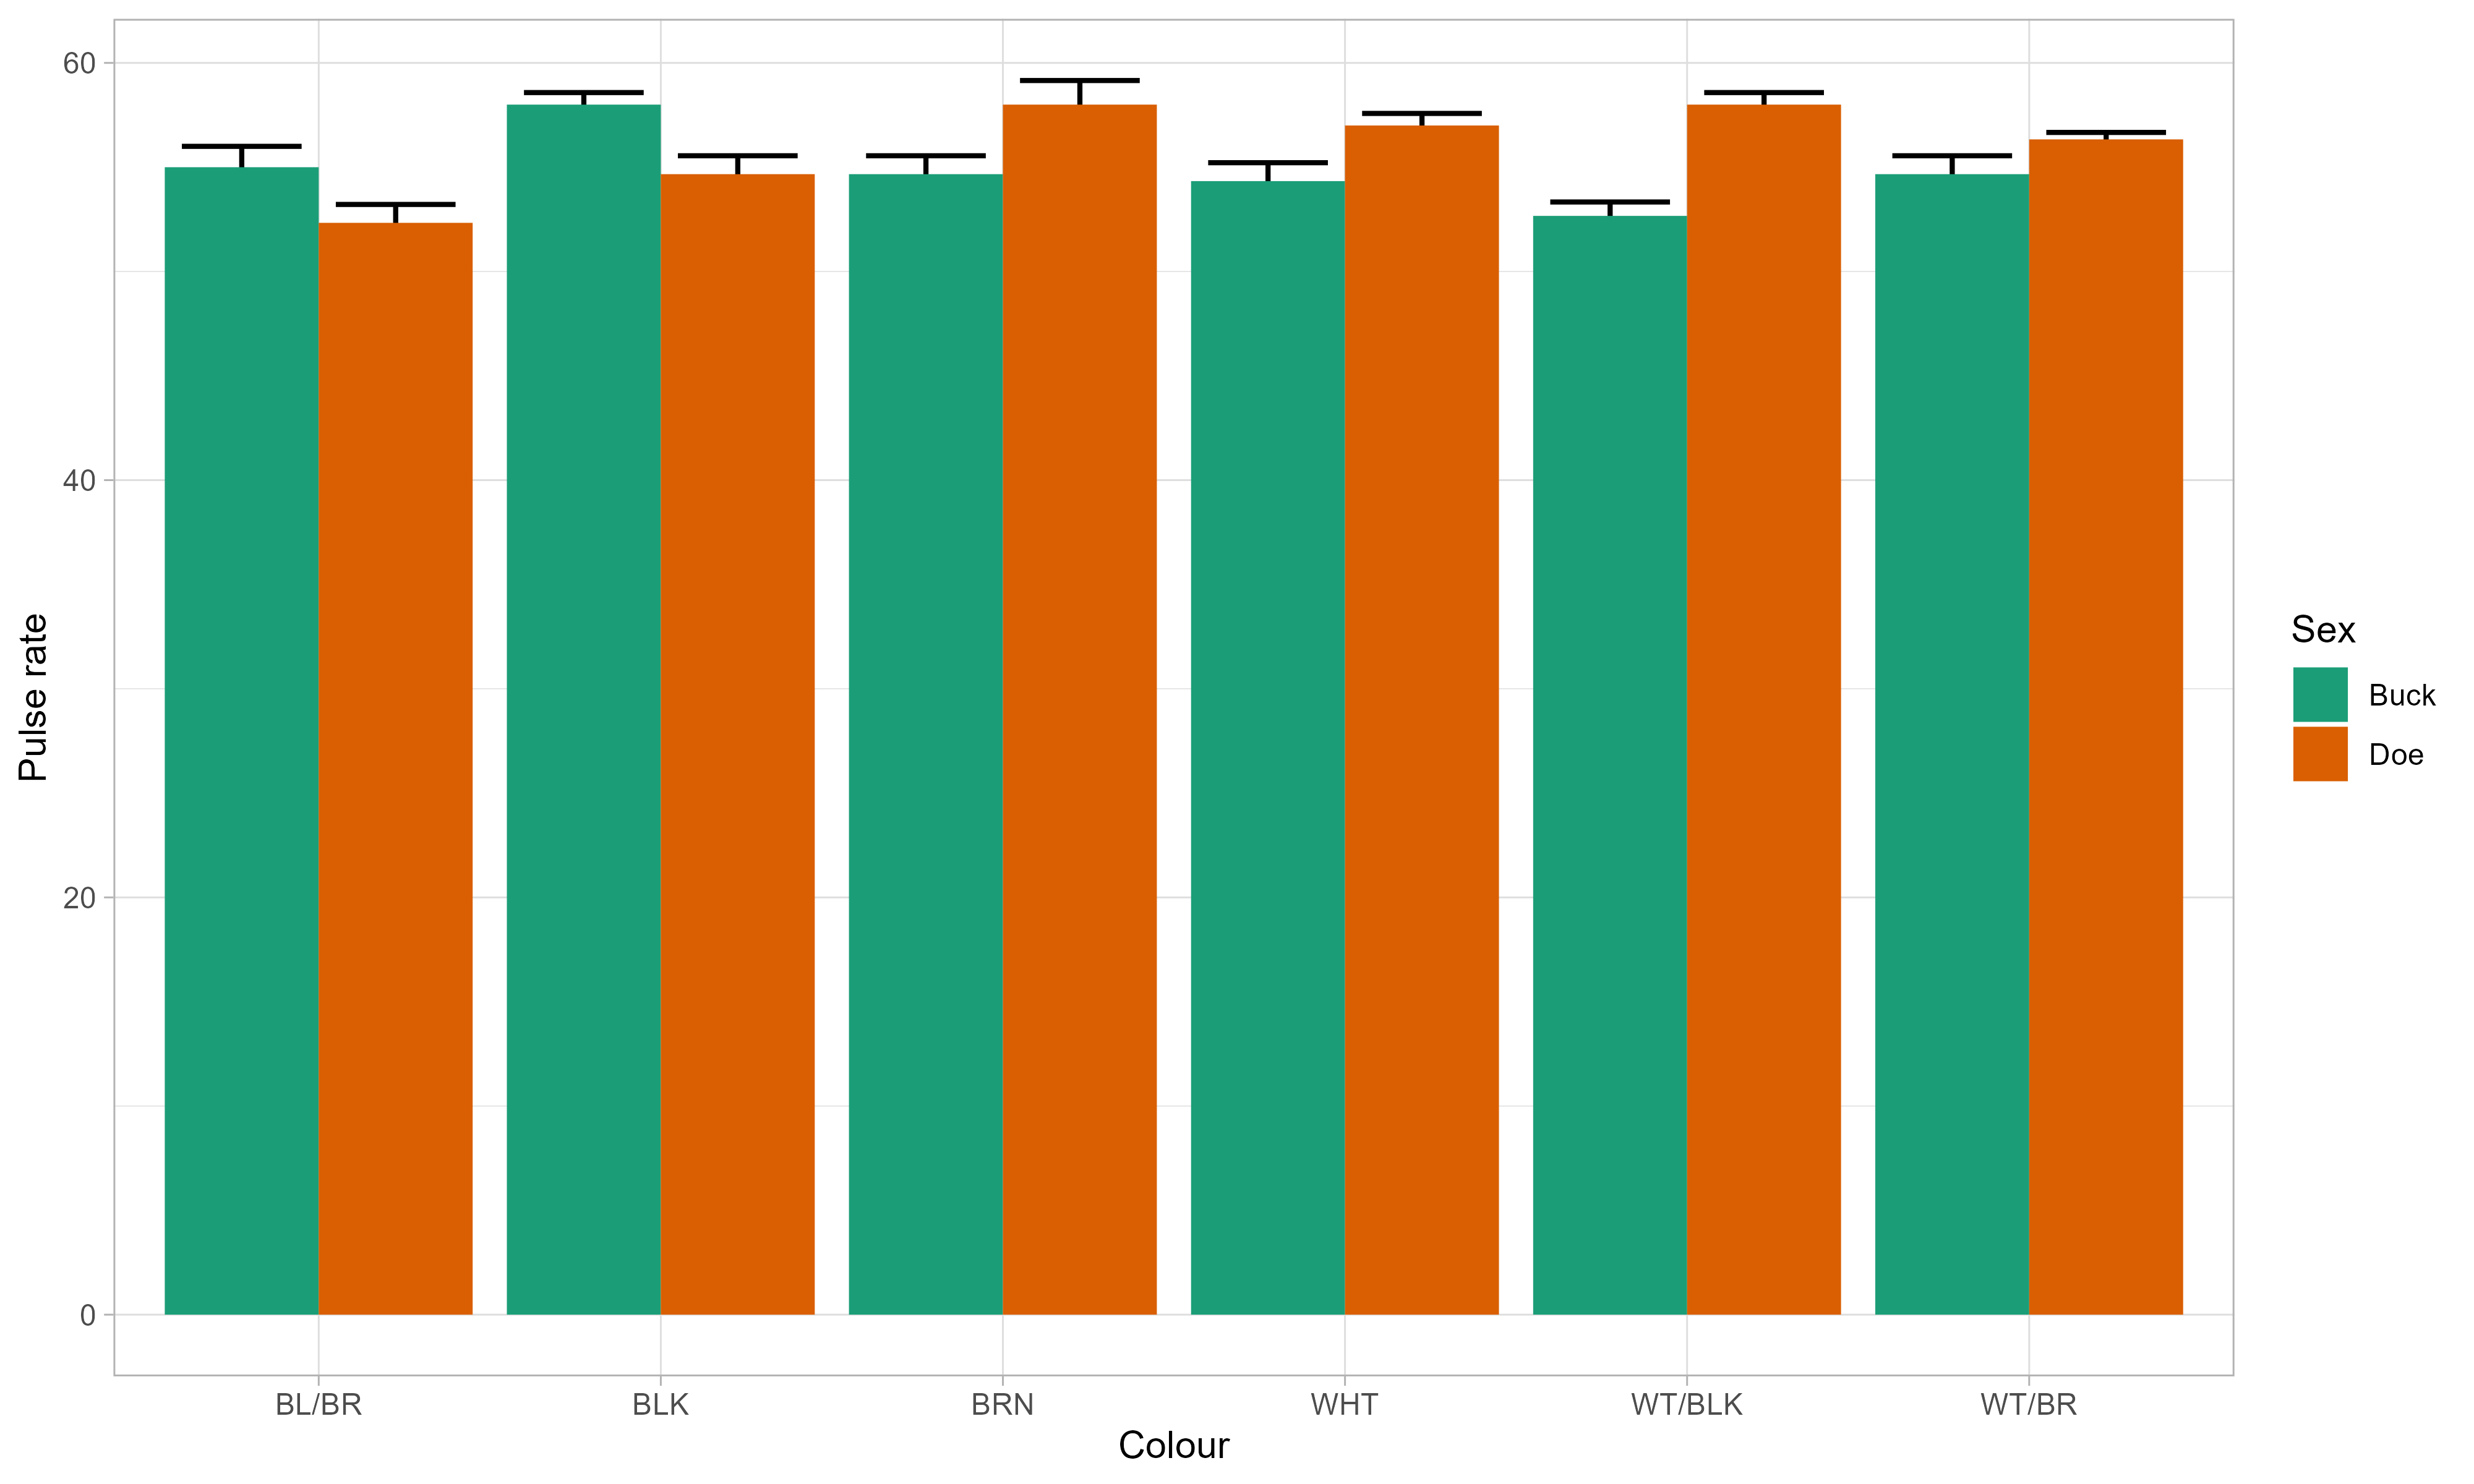 60
40
20
0
Pulse rate
BL/BR
BLK
BRN
WHT
WT/BLK
WT/BR
Colour
Sex
Buck
Doe